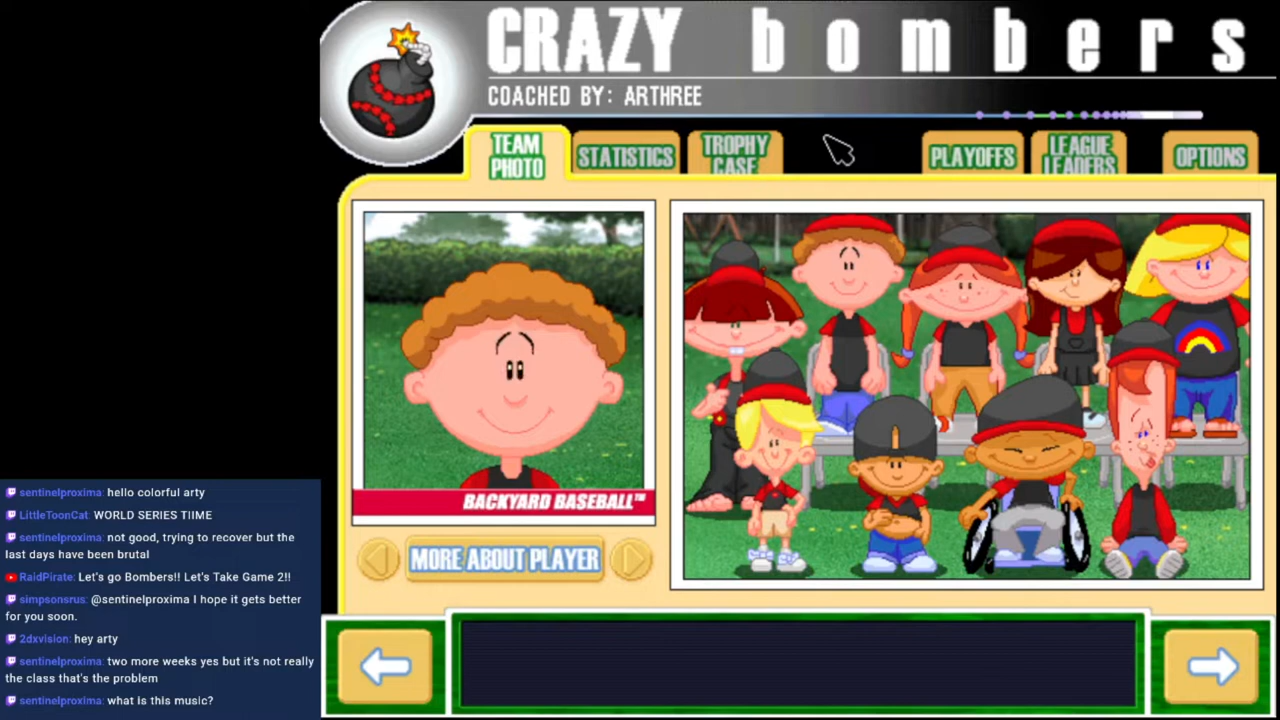 CRAZY bombers
COACHED BY: ARTHREE
TEAM PHOTO
STATISTICS
TROPHY CASE
PLAYOFFS
LEAGUE LEADERS
OPTIONS
BACKYARD BASEBALL™
MORE ABOUT PLAYER
sentinelproxima: hello colorful arty
LittleToonCat: WORLD SERIES TIIME
sentinelproxima: not good, trying to recover but the
last days have been brutal
RaidPirate: Let's go Bombers!! Let's Take Game 2!!
simpsonsrus: @sentinelproxima I hope it gets better
for you soon.
2dxvision: hey arty
sentinelproxima: two more weeks yes but it's not really
the class that's the problem
sentinelproxima: what is this music?